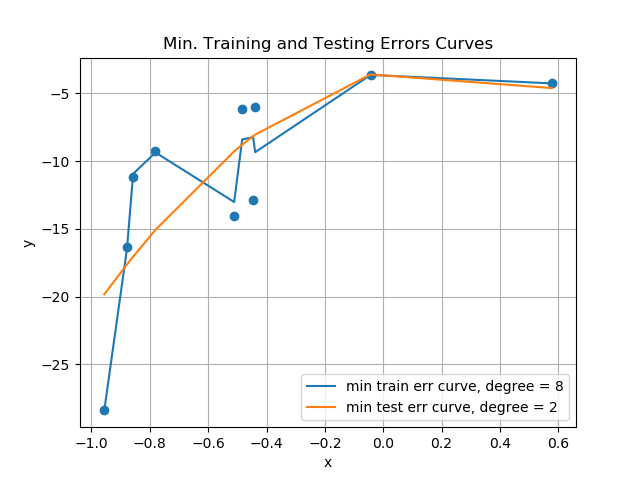 Min. Training and Testing Errors Curves
y
−5
−10
−15
−20
−25
min train err curve, degree = 8
min test err curve, degree = 2
−1.0 −0.8 −0.6 −0.4 −0.2 0.0 0.2 0.4 0.6
x